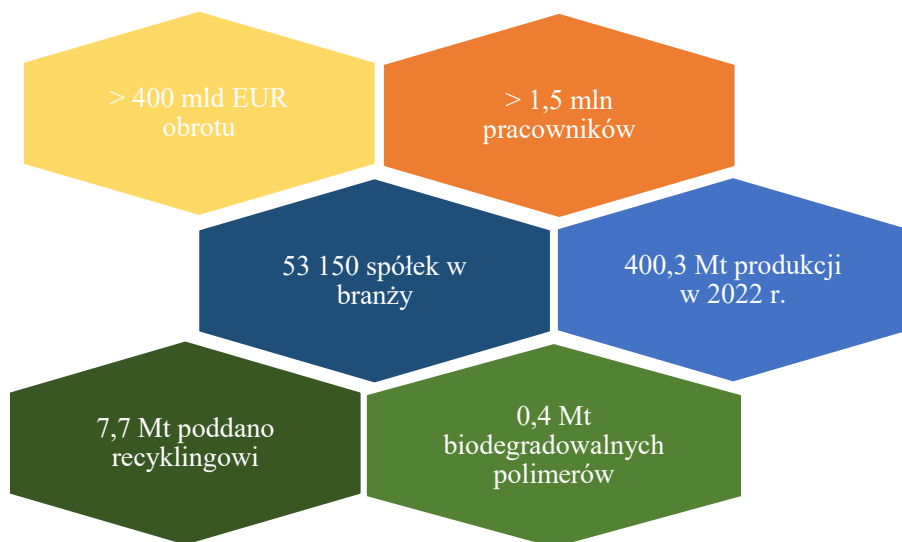 > 400 mld EUR
obrotu
> 1,5 mln
pracowników
53 150 spółek w
branży
400,3 Mt produkcji
w 2022 r.
7,7 Mt poddano
recyklingowi
0,4 Mt
biodegradowalnych
polimerów